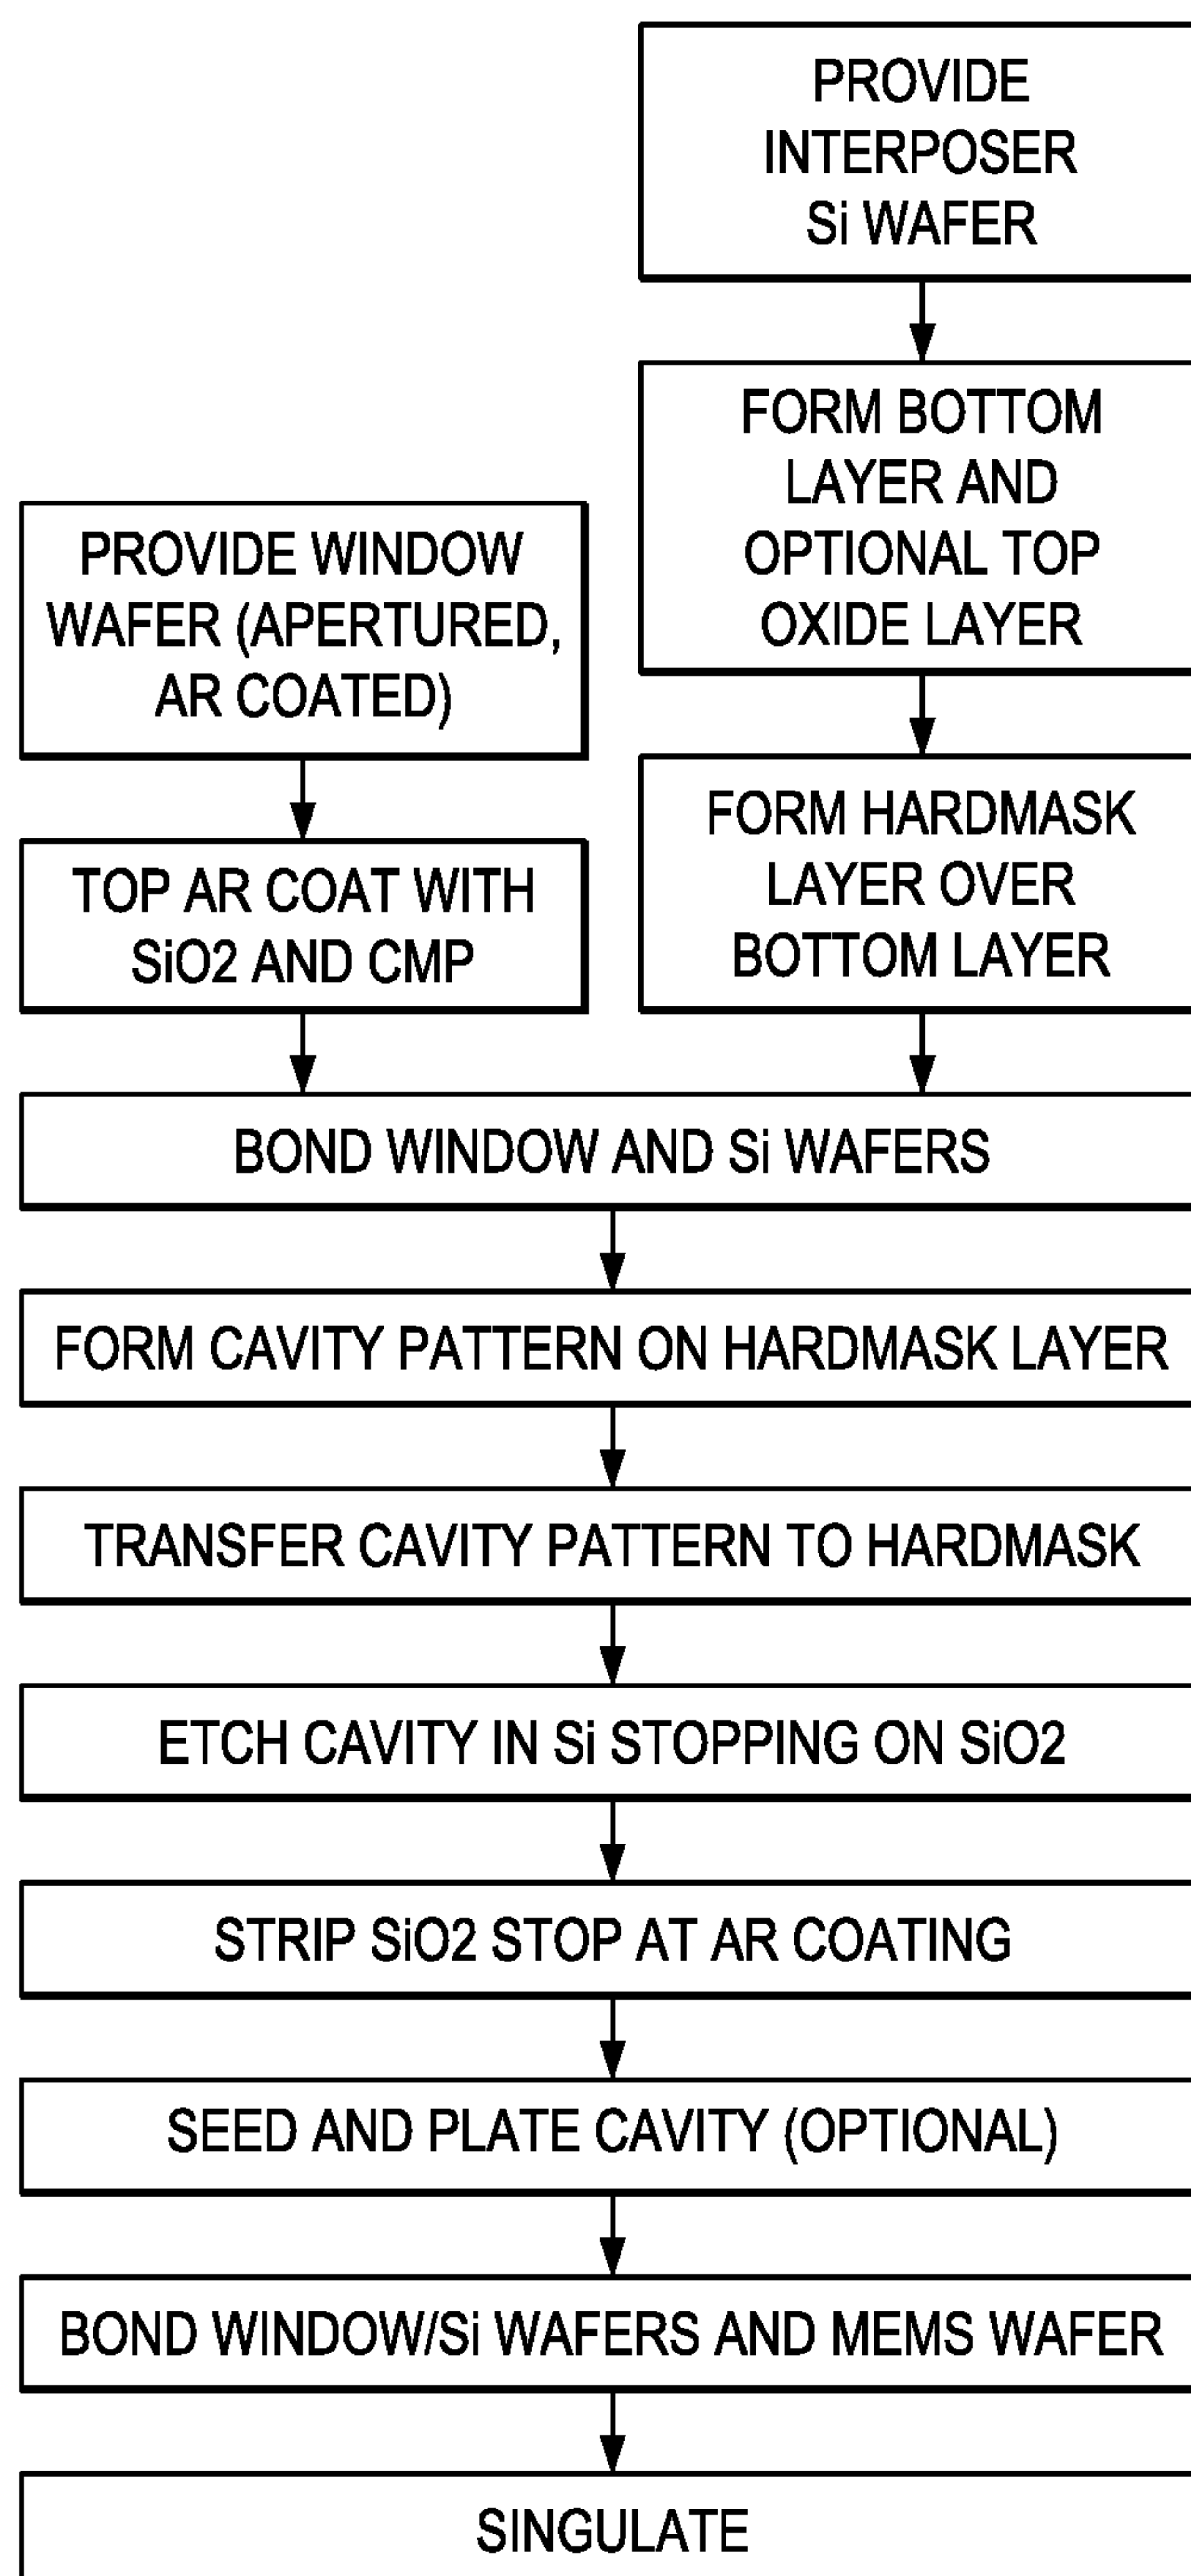 PROVIDE
INTERPOSER
Si WAFER
FORM BOTTOM
LAYER AND
OPTIONAL TOP
OXIDE LAYER
PROVIDE WINDOW
WAFER (APERTURED,
AR COATED)
FORM HARDMASK
LAYER OVER
BOTTOM LAYER
TOP AR COAT WITH
SiO2 AND CMP
BOND WINDOW AND Si WAFERS
FORM CAVITY PATTERN ON HARDMASK LAYER
TRANSFER CAVITY PATTERN TO HARDMASK
ETCH CAVITY IN Si STOPPING ON SiO2
STRIP SiO2 STOP AT AR COATING
SEED AND PLATE CAVITY (OPTIONAL)
BOND WINDOW/Si WAFERS AND MEMS WAFER
SINGULATE